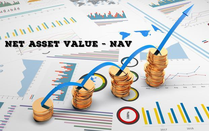 NET ASSET VALUE - NAV